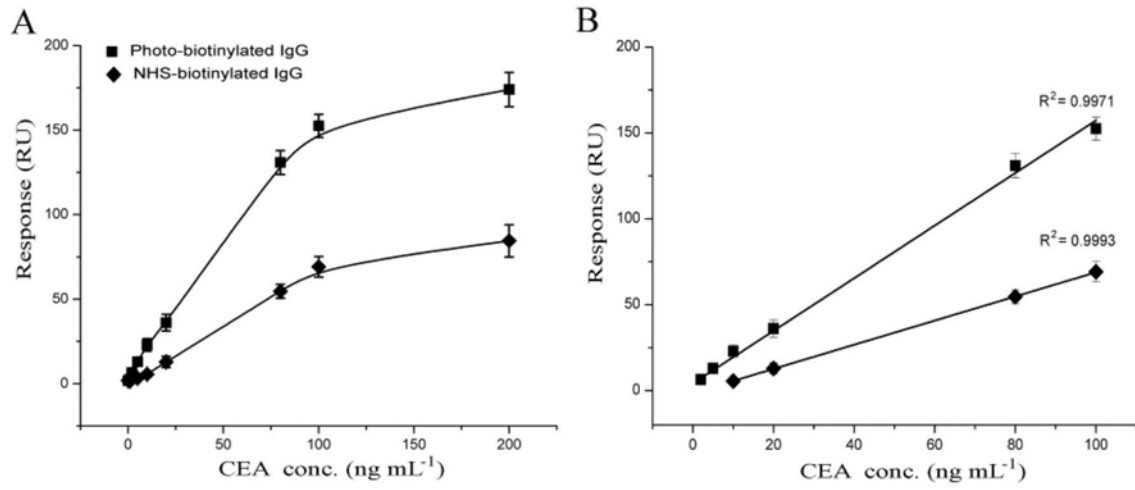 A
Photo-biotinylated IgG
NHS-biotinylated IgG
200
150
100
50
0
Response (RU)
0
50
100
150
200
CEA conc. (ng mL⁻¹)
B
200
150
100
50
0
Response (RU)
R² = 0.9971
R² = 0.9993
0
20
40
60
80
100
CEA conc. (ng mL⁻¹)